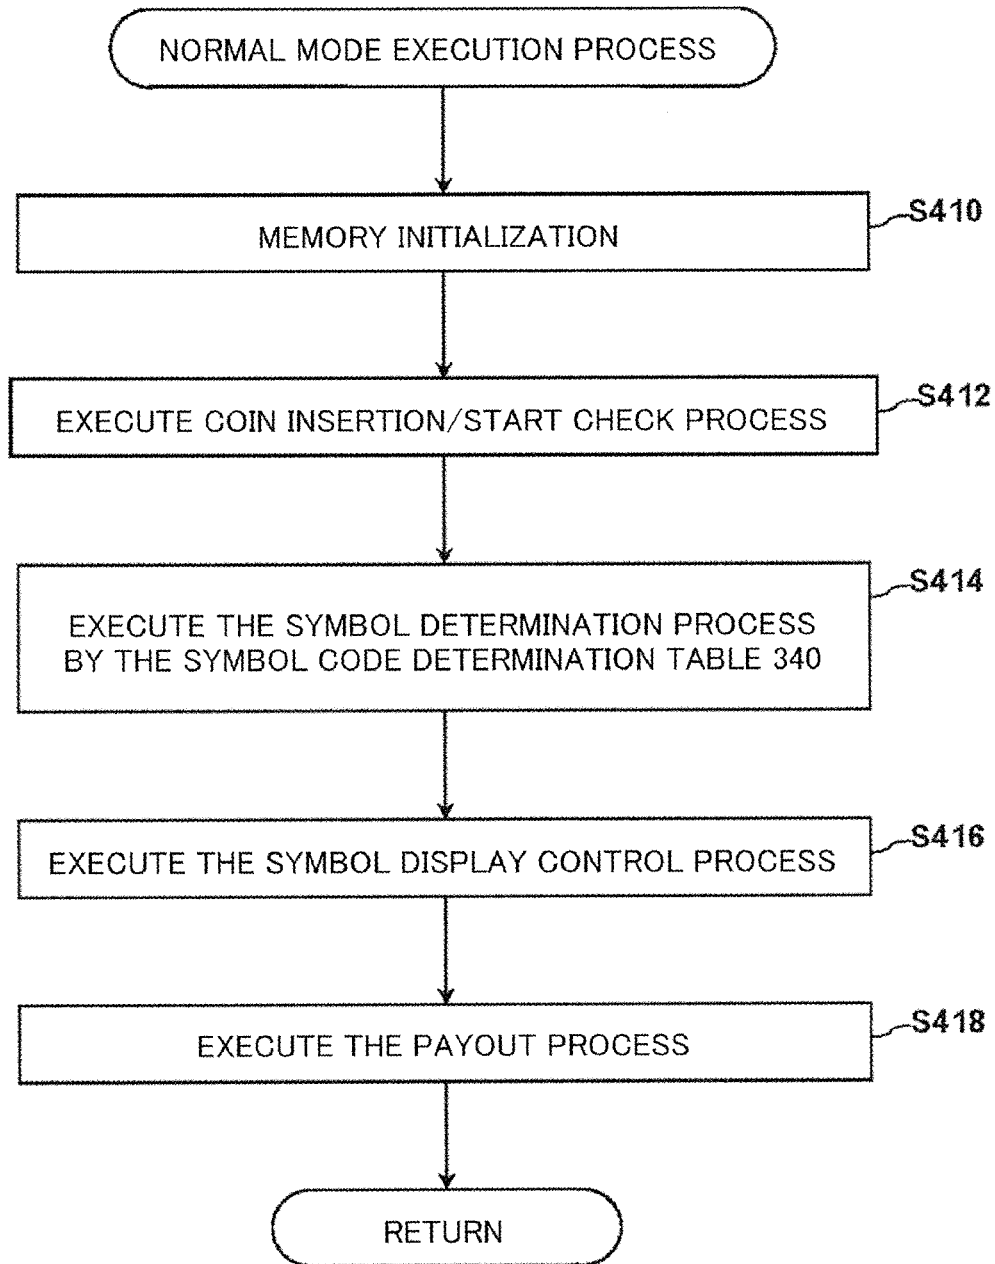 NORMAL MODE EXECUTION PROCESS
MEMORY INITIALIZATION
S410
EXECUTE COIN INSERTION/START CHECK PROCESS
S412
EXECUTE THE SYMBOL DETERMINATION PROCESS
BY THE SYMBOL CODE DETERMINATION TABLE 340
S414
EXECUTE THE SYMBOL DISPLAY CONTROL PROCESS
S416
EXECUTE THE PAYOUT PROCESS
S418
RETURN